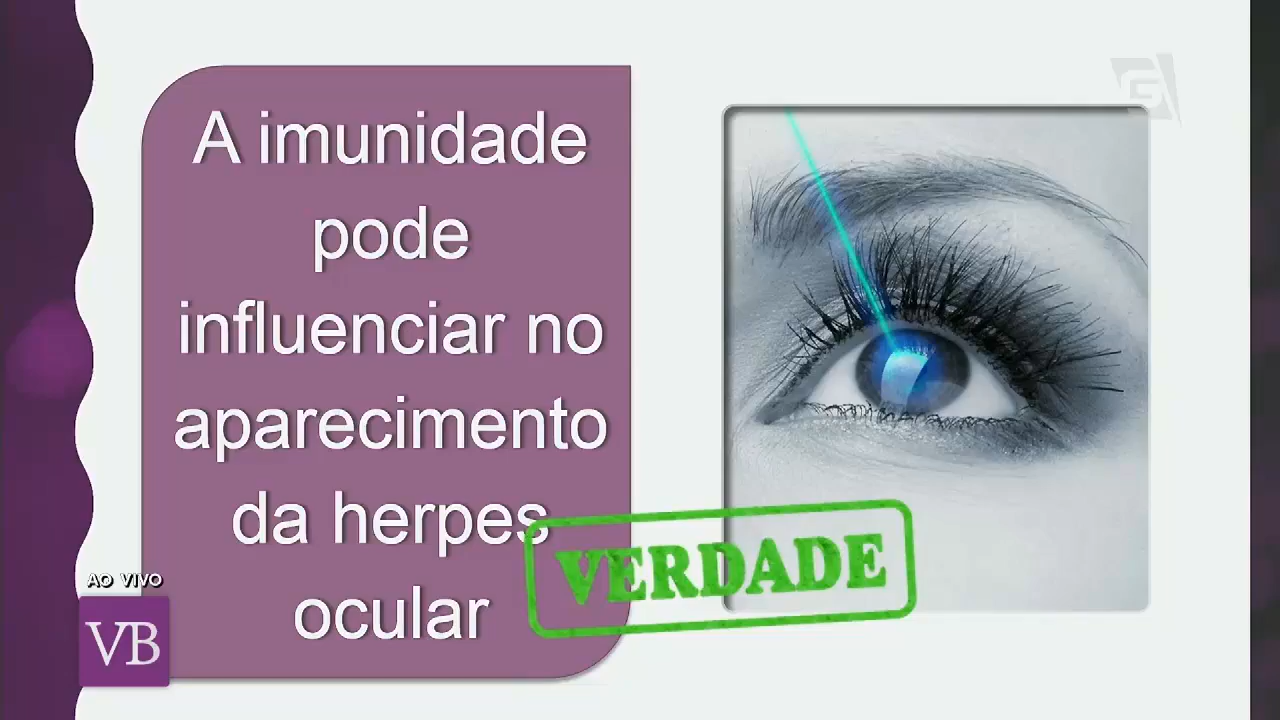 A imunidade
pode
influenciar no
aparecimento
da herpes
ocular
VERDADE
AO VIVO
VB
G